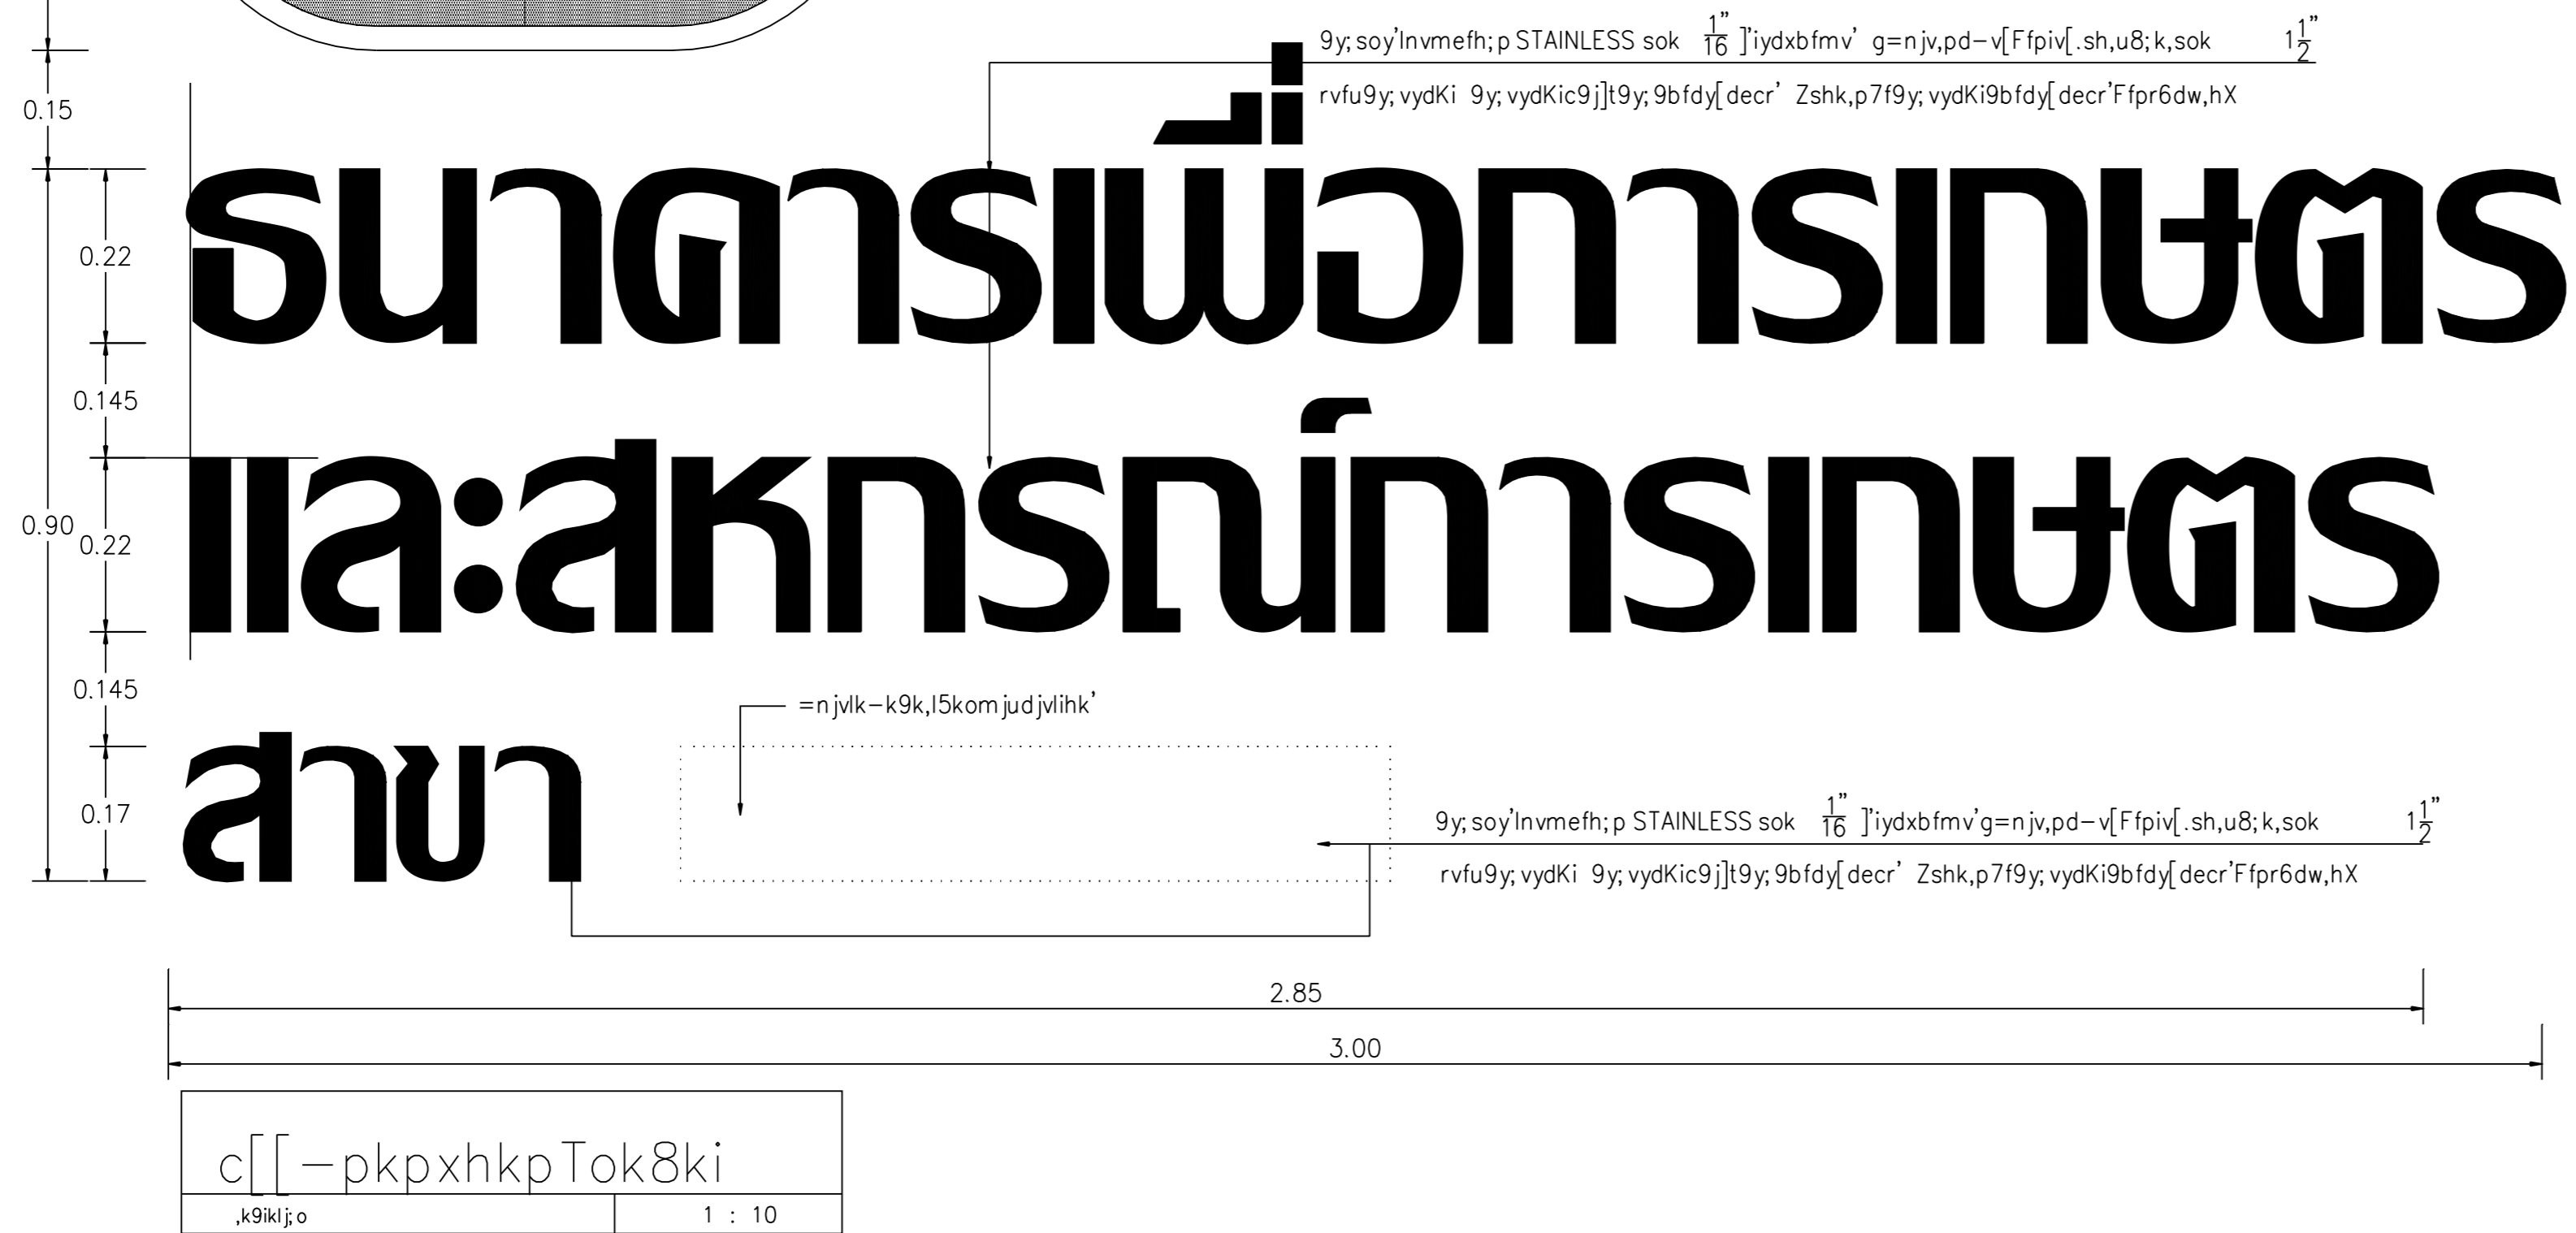 9y;soy'lnvmefh;p STAINLESS sok 1/16" ]'iydxbfmv' g=njv,pd-v[Ffpiv[.sh,u8;k,sok 1 1/2"
rvfu9y;vydKi 9y;vydKic9j]t9y;9bfdy[decr' Zshk,p7f9y;vydKi9bfdy[decr'Ffpr6dw,hX
0.15
ธนาคารเพื่อการเกษตร
0.22
0.145
และสหกรณ์การเกษตร
0.90
0.22
0.145
=njvlk-k9k,l5komjudjvlihk'
สาขา
0.17
9y;soy'lnvmefh;p STAINLESS sok 1/16" ]'iydxbfmv'g=njv,pd-v[Ffpiv[.sh,u8;k,sok 1 1/2"
rvfu9y;vydKi 9y;vydKic9j]t9y;9bfdy[decr' Zshk,p7f9y;vydKi9bfdy[decr'Ffpr6dw,hX
2.85
3.00
c[[-pkpxhkpTok8ki
,k9iklj;o 1 : 10